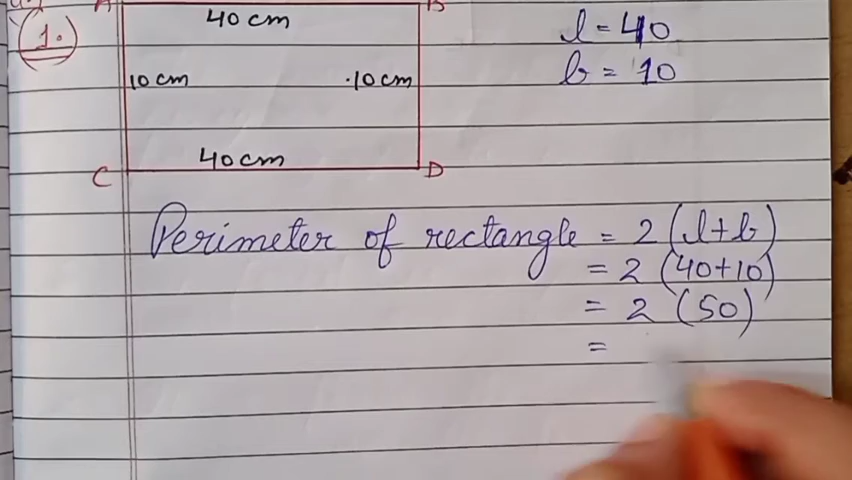 A B
1.
40 cm
l = 40
10 cm .10 cm
b = 10
40 cm
C D
Perimeter of rectangle = 2 (l+b)
= 2 (40+10)
= 2 (50)
=